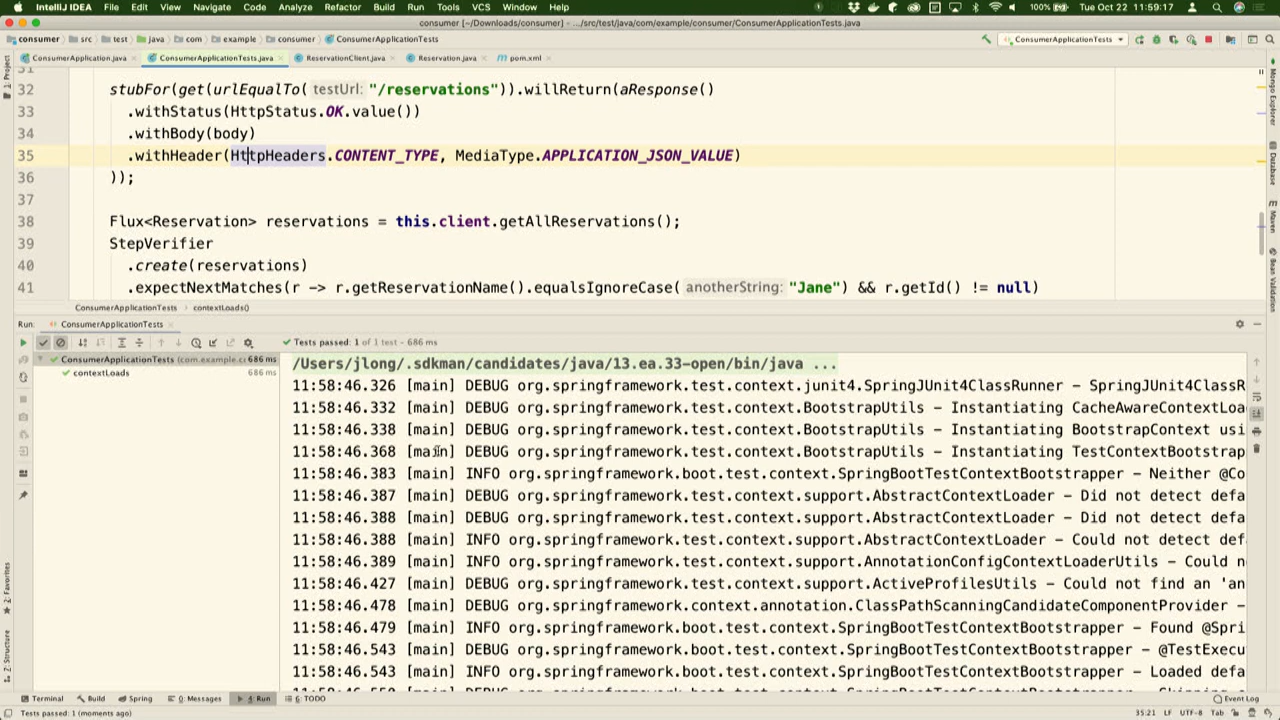 IntelliJ IDEA File Edit View Navigate Code Analyze Refactor Build Run Tools VCS Window Help 100% Tue Oct 22 11:59:17
consumer [~/Downloads/consumer] – .../src/test/java/com/example/consumer/ConsumerApplicationTests.java
consumer src test java com example consumer ConsumerApplicationTests ConsumerApplicationTests
ConsumerApplication.java ConsumerApplicationTests.java ReservationClient.java Reservation.java pom.xml
31
32 stubFor(get(urlEqualTo( testUrl: "/reservations")).willReturn(aResponse()
33 .withStatus(HttpStatus.OK.value())
34 .withBody(body)
35 .withHeader(HttpHeaders.CONTENT_TYPE, MediaType.APPLICATION_JSON_VALUE)
36 ));
37
38 Flux<Reservation> reservations = this.client.getAllReservations();
39 StepVerifier
40 .create(reservations)
41 .expectNextMatches(r -> r.getReservationName().equalsIgnoreCase( anotherString: "Jane") && r.getId() != null)
ConsumerApplicationTests contextLoads()
Run: ConsumerApplicationTests
Tests passed: 1 of 1 test – 686 ms
ConsumerApplicationTests (com.example.c 686 ms
contextLoads 686 ms
/Users/jlong/.sdkman/candidates/java/13.ea.33-open/bin/java ...
11:58:46.326 [main] DEBUG org.springframework.test.context.junit4.SpringJUnit4ClassRunner – SpringJUnit4ClassR
11:58:46.332 [main] DEBUG org.springframework.test.context.BootstrapUtils – Instantiating CacheAwareContextLoa
11:58:46.338 [main] DEBUG org.springframework.test.context.BootstrapUtils – Instantiating BootstrapContext usi
11:58:46.368 [main] DEBUG org.springframework.test.context.BootstrapUtils – Instantiating TestContextBootstrap
11:58:46.383 [main] INFO org.springframework.boot.test.context.SpringBootTestContextBootstrapper – Neither @Co
11:58:46.387 [main] DEBUG org.springframework.test.context.support.AbstractContextLoader – Did not detect defa
11:58:46.388 [main] DEBUG org.springframework.test.context.support.AbstractContextLoader – Did not detect defa
11:58:46.388 [main] INFO org.springframework.test.context.support.AbstractContextLoader – Could not detect def
11:58:46.389 [main] INFO org.springframework.test.context.support.AnnotationConfigContextLoaderUtils – Could n
11:58:46.427 [main] DEBUG org.springframework.test.context.support.ActiveProfilesUtils – Could not find an 'an
11:58:46.478 [main] DEBUG org.springframework.context.annotation.ClassPathScanningCandidateComponentProvider –
11:58:46.479 [main] INFO org.springframework.boot.test.context.SpringBootTestContextBootstrapper – Found @Spri
11:58:46.543 [main] DEBUG org.springframework.boot.test.context.SpringBootTestContextBootstrapper – @TestExecu
11:58:46.543 [main] INFO org.springframework.boot.test.context.SpringBootTestContextBootstrapper – Loaded defa
Terminal Build Spring 0: Messages 4: Run 6: TODO Event Log
Tests passed: 1 (moments ago) 35:21 LF UTF-8 Tab
1: Project
2: Favorites
2: Structure
Mongo Explorer
Database
Maven
Bean Validation